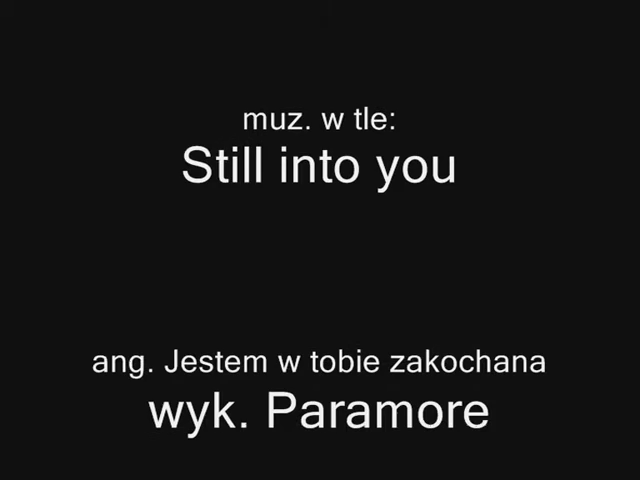 muz. w tle:
Still into you
ang. Jestem w tobie zakochana
wyk. Paramore